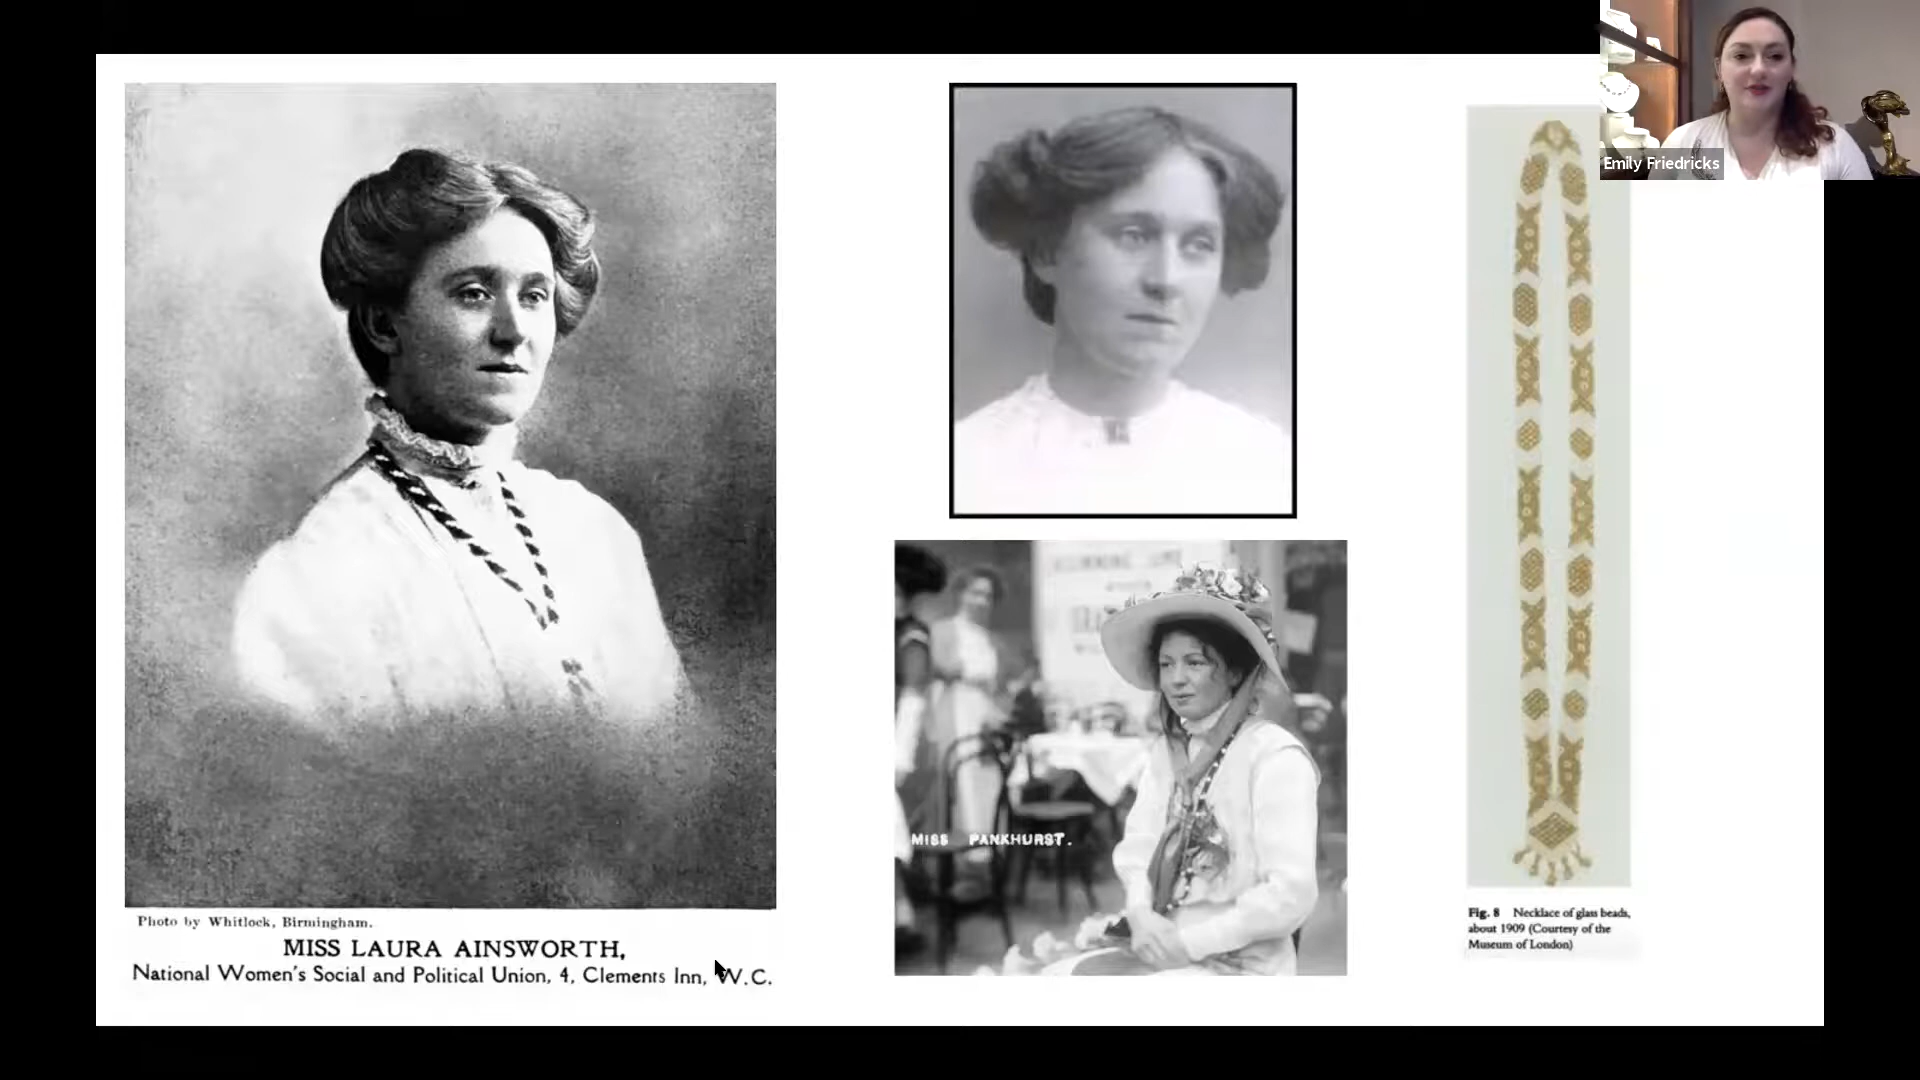 Emily Friedricks
MISS PANKHURST.
Photo by Whitlock, Birmingham.
MISS LAURA AINSWORTH,
National Women's Social and Political Union, 4, Clements Inn, W.C.
Fig. 8 Necklace of glass beads,
about 1909 (Courtesy of the
Museum of London)